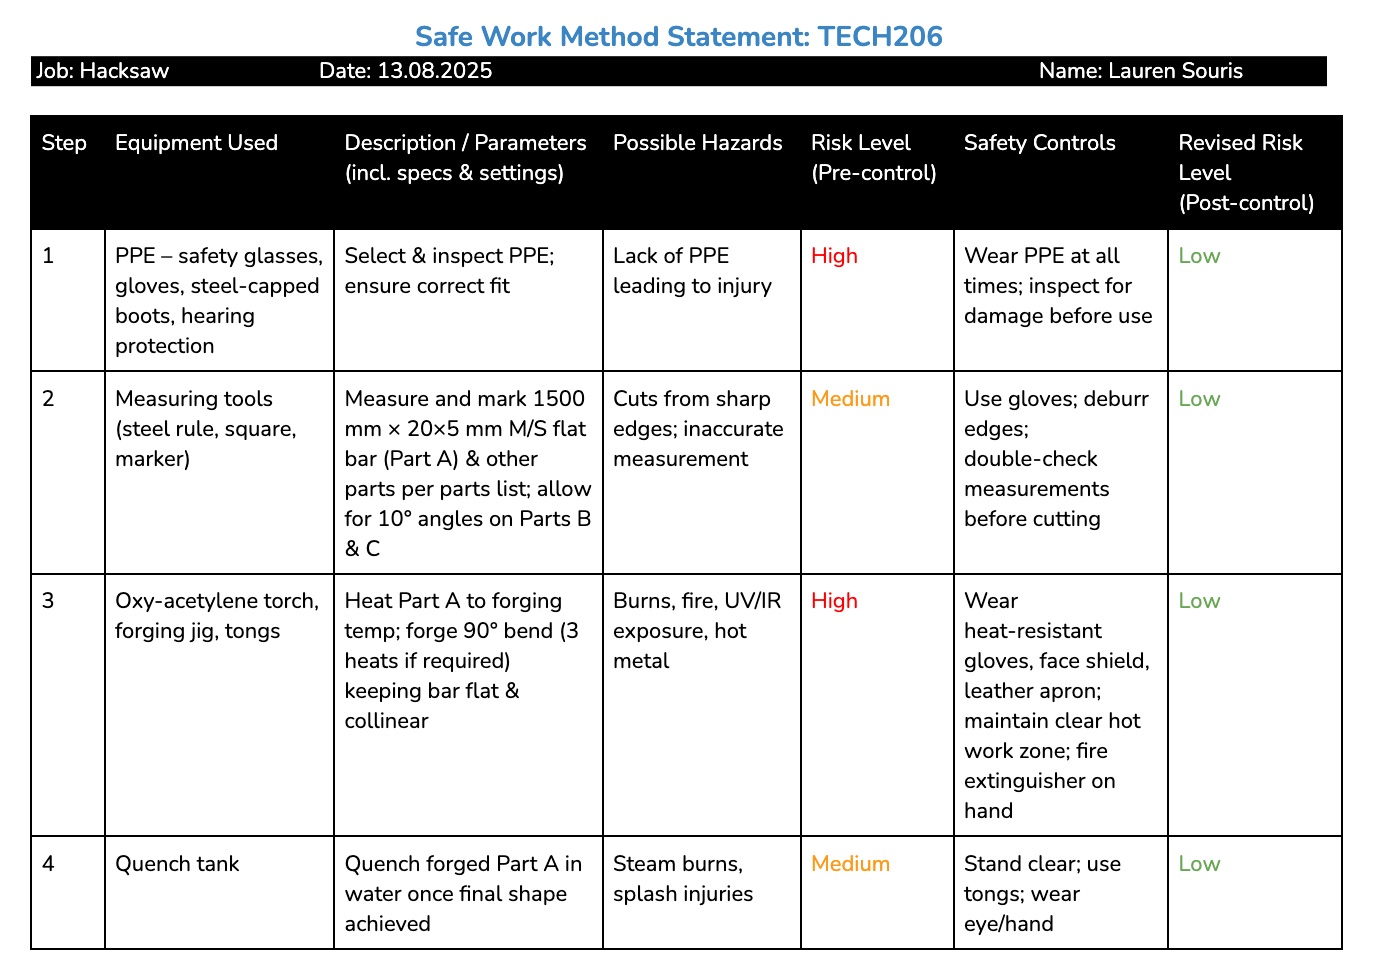 Safe Work Method Statement: TECH206
Job: Hacksaw Date: 13.08.2025 Name: Lauren Souris
Step
Equipment Used
Description / Parameters
(incl. specs & settings)
Possible Hazards
Risk Level
(Pre-control)
Safety Controls
Revised Risk
Level
(Post-control)
1
PPE – safety glasses,
gloves, steel-capped
boots, hearing
protection
Select & inspect PPE;
ensure correct fit
Lack of PPE
leading to injury
High
Wear PPE at all
times; inspect for
damage before use
Low
2
Measuring tools
(steel rule, square,
marker)
Measure and mark 1500
mm × 20×5 mm M/S flat
bar (Part A) & other
parts per parts list; allow
for 10° angles on Parts B
& C
Cuts from sharp
edges; inaccurate
measurement
Medium
Use gloves; deburr
edges;
double-check
measurements
before cutting
Low
3
Oxy-acetylene torch,
forging jig, tongs
Heat Part A to forging
temp; forge 90° bend (3
heats if required)
keeping bar flat &
collinear
Burns, fire, UV/IR
exposure, hot
metal
High
Wear
heat-resistant
gloves, face shield,
leather apron;
maintain clear hot
work zone; fire
extinguisher on
hand
Low
4
Quench tank
Quench forged Part A in
water once final shape
achieved
Steam burns,
splash injuries
Medium
Stand clear; use
tongs; wear
eye/hand
Low